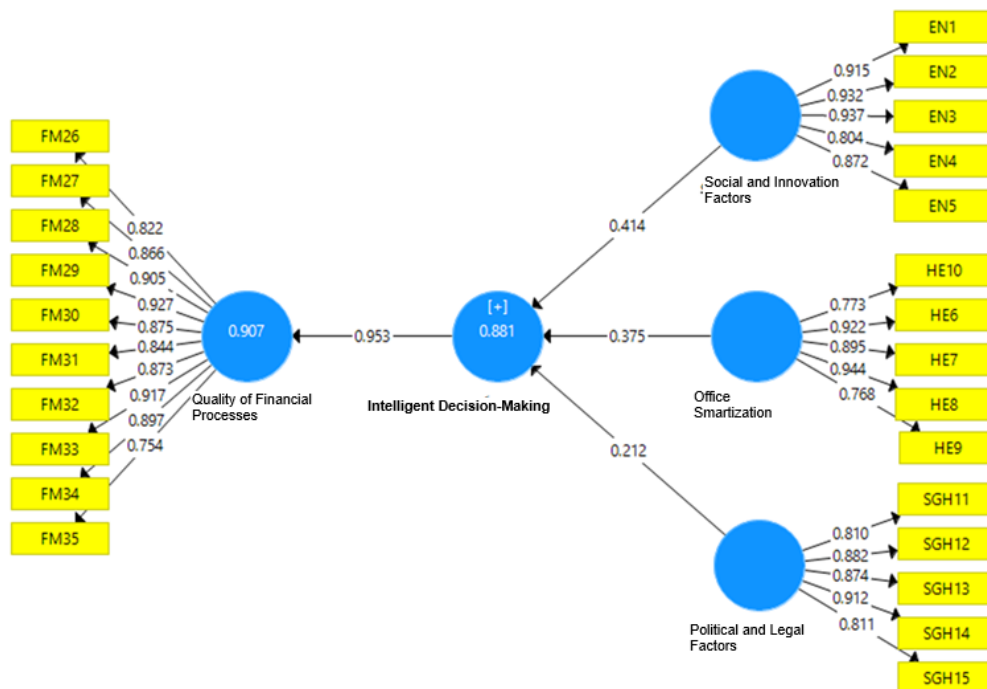 EN1
EN2
EN3
EN4
EN5
0.915
0.932
0.937
0.804
0.872
Social and Innovation
Factors
0.414
FM26
FM27
FM28
FM29
FM30
FM31
FM32
FM33
FM34
FM35
0.822
0.866
0.905
0.927
0.875
0.844
0.873
0.917
0.897
0.754
0.907
Quality of Financial
Processes
0.953
[+]
0.881
Intelligent Decision-Making
0.375
Office
Smartization
HE10
HE6
HE7
HE8
HE9
0.773
0.922
0.895
0.944
0.768
0.212
Political and Legal
Factors
0.810
0.882
0.874
0.912
0.811
SGH11
SGH12
SGH13
SGH14
SGH15